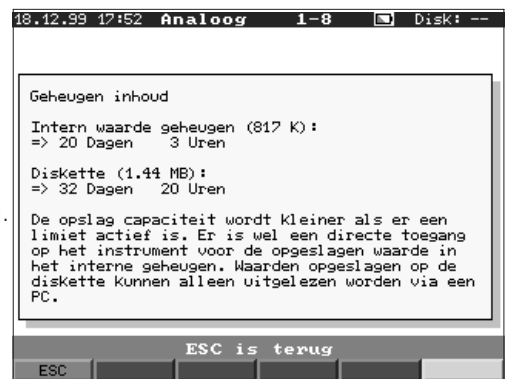 18.12.99 17:52 Analoog 1-8 Disk: --
Geheugen inhoud
Intern waarde geheugen (817 K):
=> 20 Dagen 3 Uren
Diskette (1.44 MB):
=> 32 Dagen 20 Uren
De opslag capaciteit wordt kleiner als er een
limiet actief is. Er is wel een directe toegang
op het instrument voor de opgeslagen waarde in
het interne geheugen. Waarden opgeslagen op de
diskette kunnen alleen uitgelezen worden via een
PC.
ESC is terug
ESC